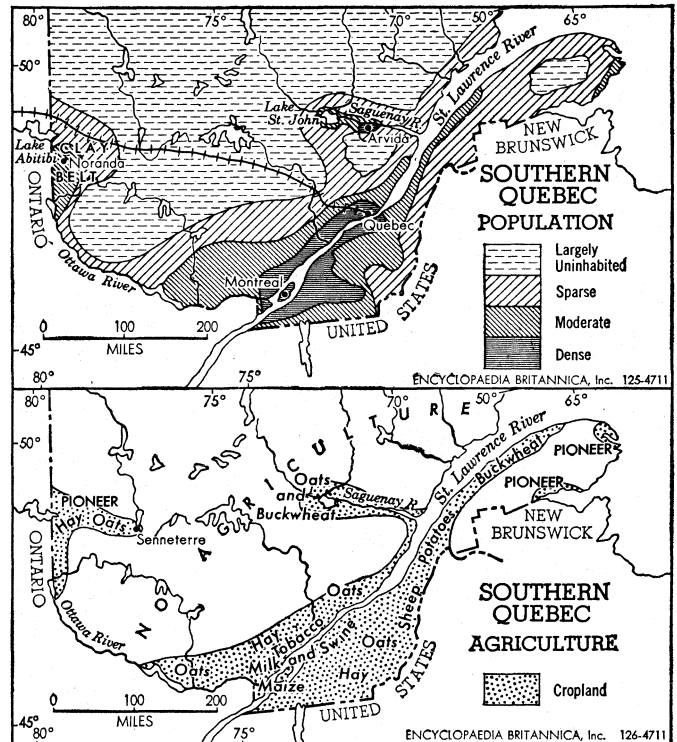 80°
75°
70°
50°
65°
50°
St. Lawrence River
Lake
St. John
Saguenay R.
Arvida
NEW
BRUNSWICK
Lake
Abitibi
CLAY
Noranda
BELT
ONTARIO
SOUTHERN
QUEBEC
POPULATION
Quebec
Ottawa River
Montreal
Largely
Uninhabited
Sparse
Moderate
Dense
UNITED STATES
0 100 200
MILES
45°
ENCYCLOPAEDIA BRITANNICA, Inc. 125-4711
80°
75°
70°
50°
65°
50°
NO AGRICULTURE
St. Lawrence River
Buckwheat
PIONEER
Oats
and
Buckwheat
Saguenay R.
PIONEER
PIONEER
Hay Oats
Senneterre
Potatoes
NEW
BRUNSWICK
ONTARIO
Sheep
Oats
SOUTHERN
QUEBEC
AGRICULTURE
Ottawa River
Hay
Tobacco
Milk and Swine
Oats
Oats
Hay
Maize
Cropland
UNITED STATES
0 100 200
MILES
45°
75°
ENCYCLOPAEDIA BRITANNICA, Inc. 126-4711